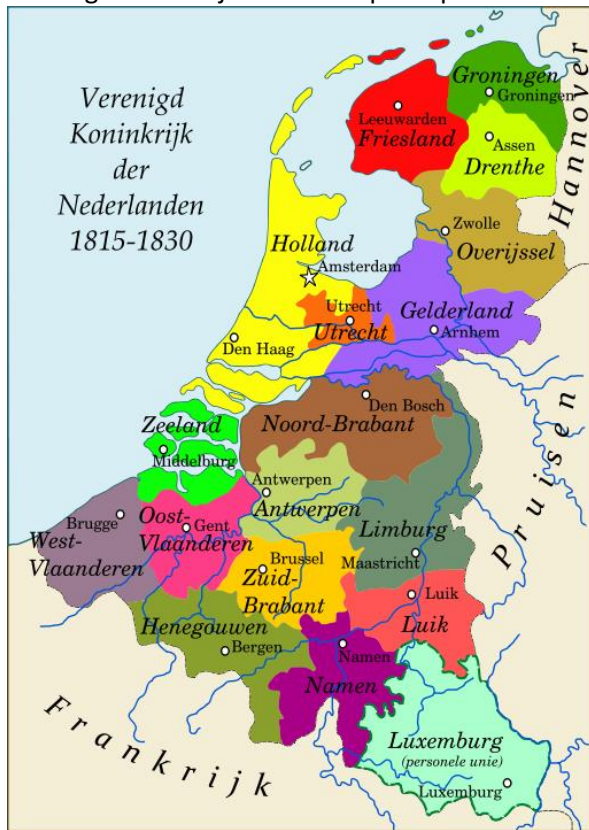 Verenigd
Koninkrijk
der
Nederlanden
1815-1830
Groningen
Groningen
Leeuwarden
Friesland
Assen
Drenthe
Hannover
Zwolle
Overijssel
Holland
Amsterdam
Utrecht
Utrecht
Gelderland
Arnhem
Den Haag
Den Bosch
Noord-Brabant
Pruisen
Zeeland
Middelburg
Antwerpen
Antwerpen
Brugge
West-
Vlaanderen
Oost-
Vlaanderen
Gent
Limburg
Maastricht
Brussel
Zuid-
Brabant
Luik
Luik
Henegouwen
Bergen
Namen
Namen
Frankrijk
Luxemburg
(personele unie)
Luxemburg